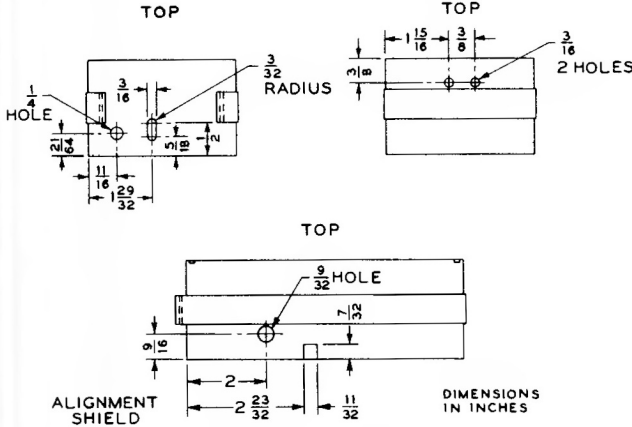 TOP
1/4
HOLE
3/16
3/32
RADIUS
21/64
11/16
1 29/32
5/18
1/2
TOP
1 15/16
3/8
3/8
3/16
2 HOLES
TOP
9/32 HOLE
7/32
9/16
2
2 23/32
11/32
ALIGNMENT
SHIELD
DIMENSIONS
IN INCHES